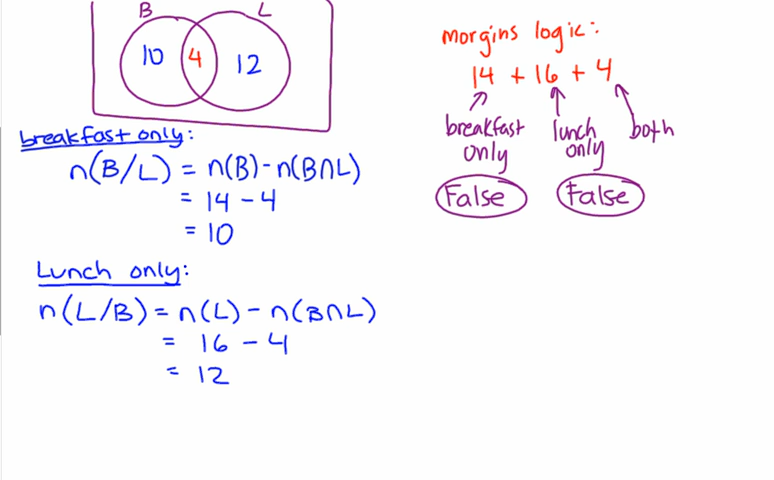 B L
10 4 12
breakfast only:
n(B/L) = n(B)-n(B∩L)
= 14 - 4
= 10
Lunch only:
n(L/B) = n(L) - n(B∩L)
= 16 - 4
= 12
morgins logic:
14 + 16 + 4
breakfast only
lunch only
both
False False